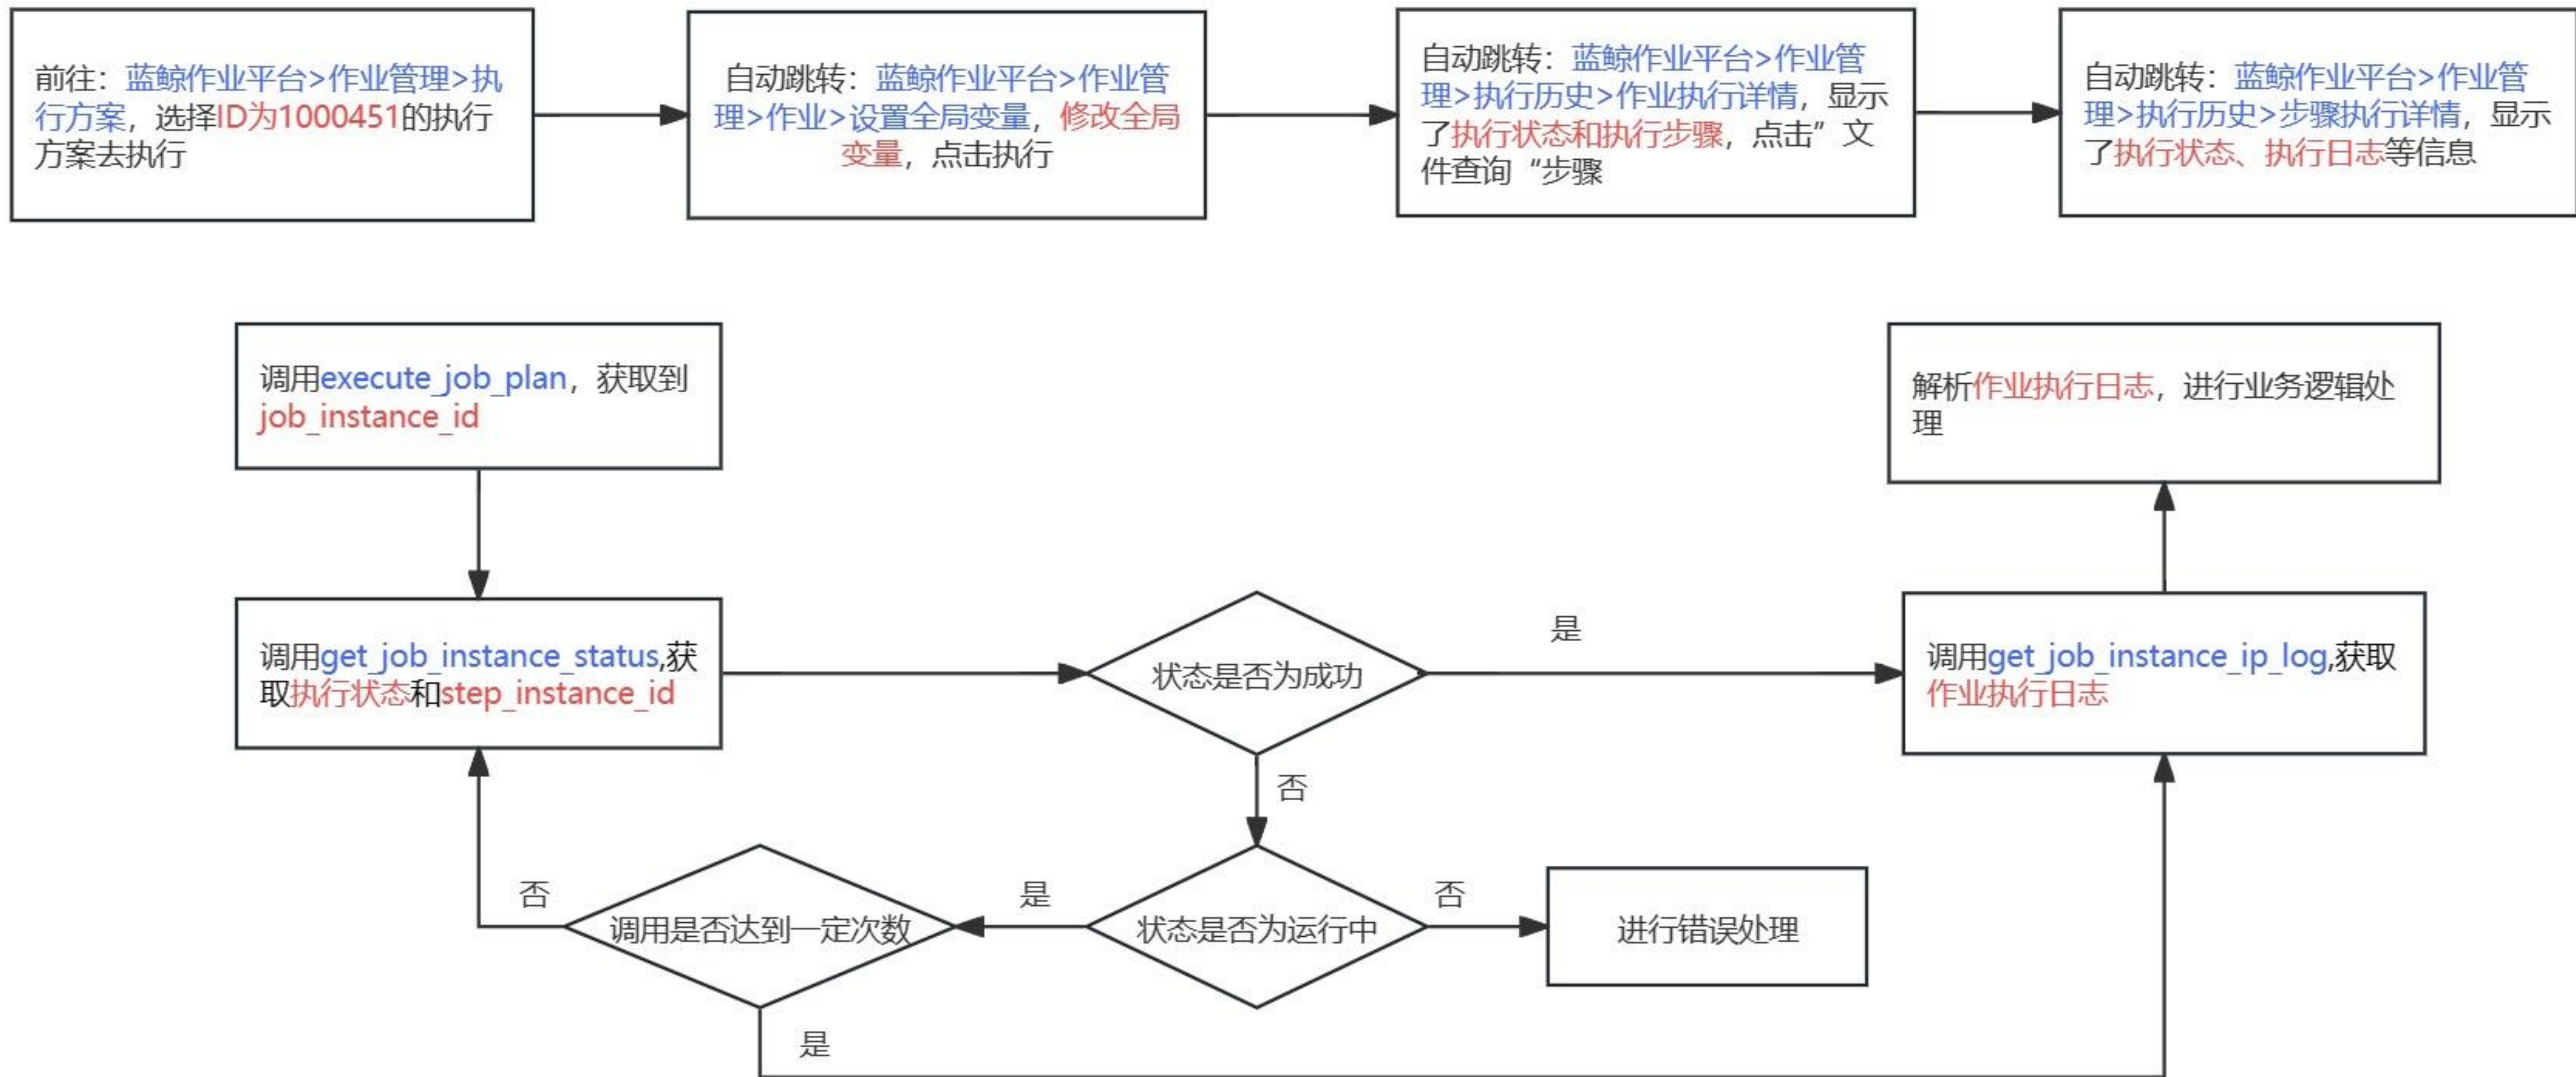 前往：蓝鲸作业平台>作业管理>执
行方案，选择ID为1000451的执行
方案去执行
自动跳转：蓝鲸作业平台>作业管
理>作业>设置全局变量，修改全局
变量，点击执行
自动跳转：蓝鲸作业平台>作业管
理>执行历史>作业执行详情，显示
了执行状态和执行步骤，点击”文
件查询“步骤
自动跳转：蓝鲸作业平台>作业管
理>执行历史>步骤执行详情，显示
了执行状态、执行日志等信息
调用execute_job_plan，获取到
job_instance_id
解析作业执行日志，进行业务逻辑处
理
调用get_job_instance_status,获
取执行状态和step_instance_id
状态是否为成功
是
调用get_job_instance_ip_log,获取
作业执行日志
否
否
调用是否达到一定次数
是
状态是否为运行中
否
进行错误处理
是